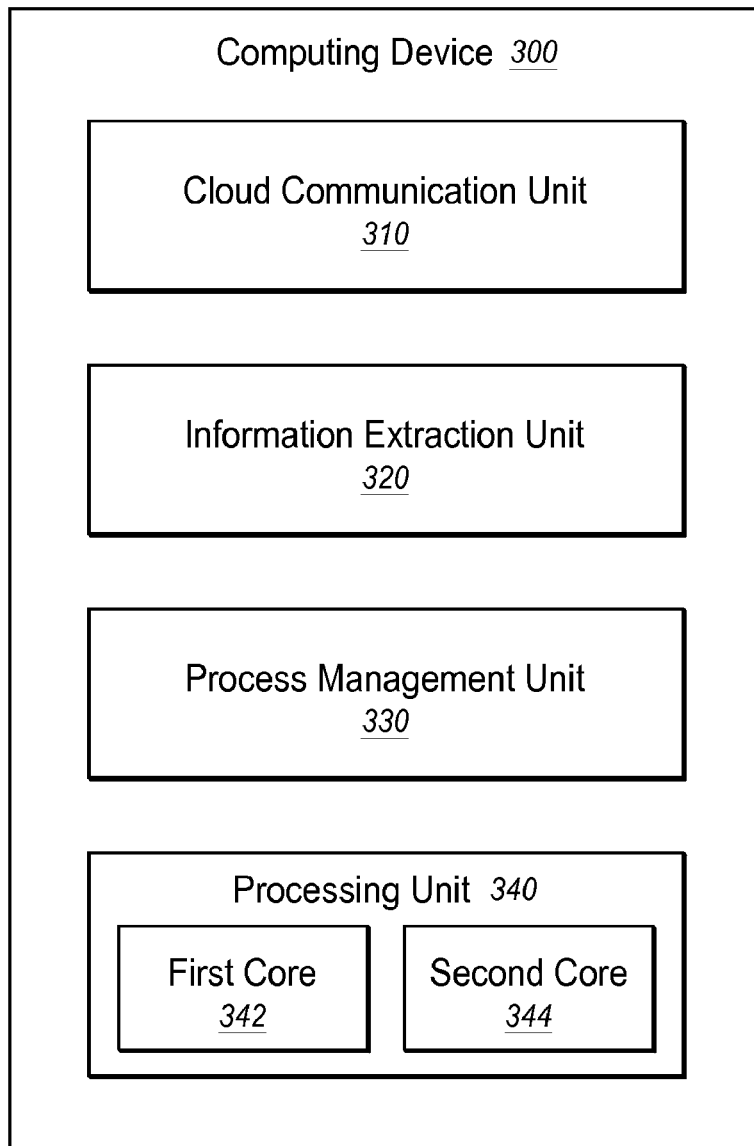 Computing Device 300
Cloud Communication Unit
310
Information Extraction Unit
320
Process Management Unit
330
Processing Unit 340
First Core
342
Second Core
344